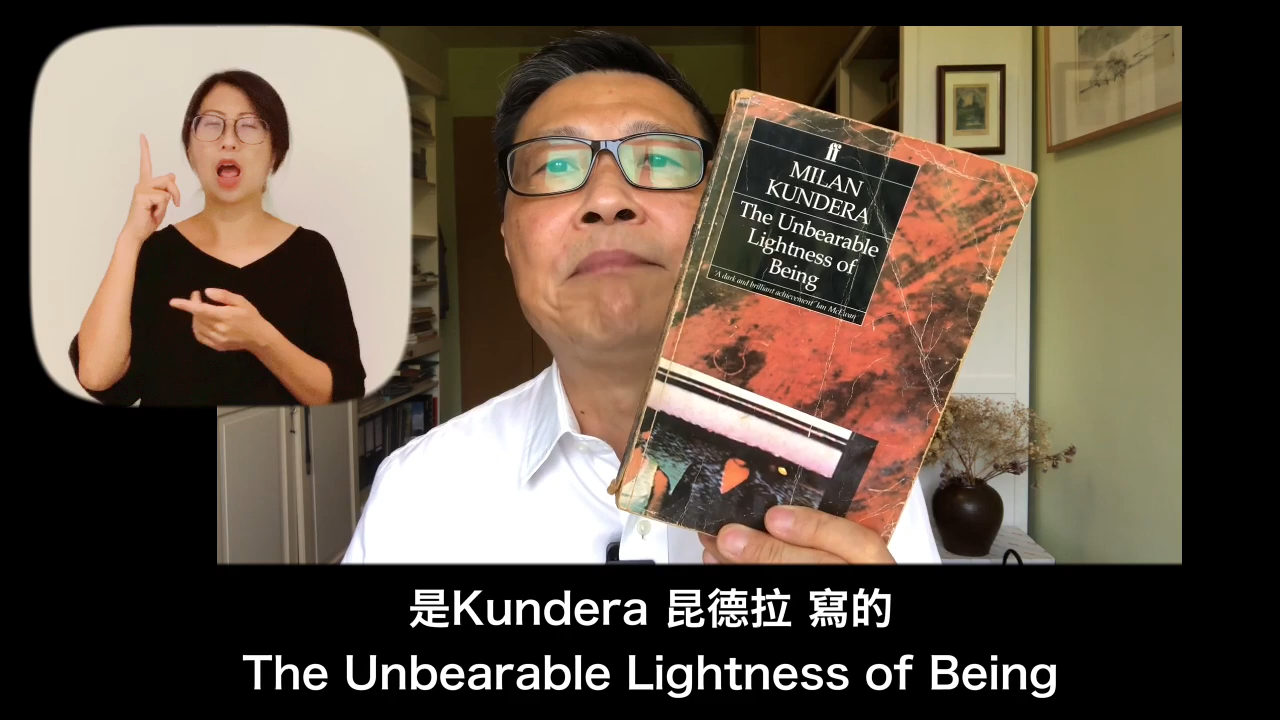 ff
MILAN
KUNDERA
The Unbearable
Lightness of
Being
'A dark and brilliant achievement' Ian McEwan
是Kundera 昆德拉 寫的
The Unbearable Lightness of Being